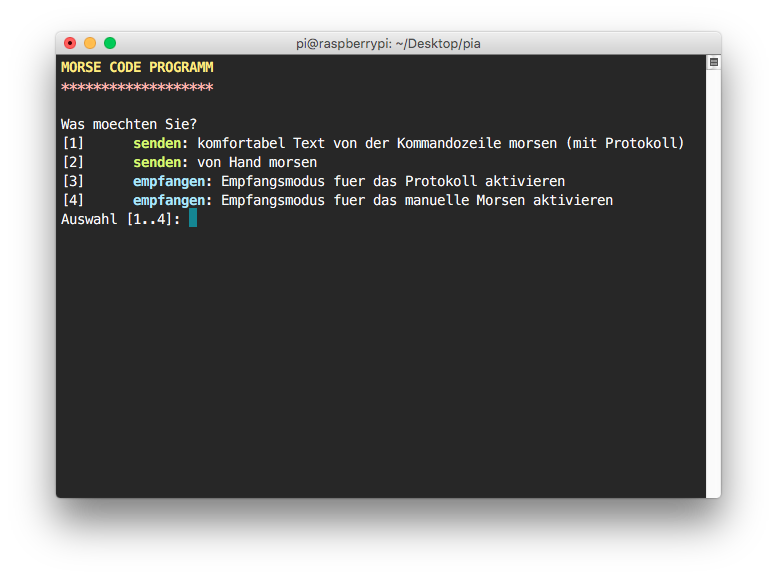 pi@raspberrypi: ~/Desktop/pia
MORSE CODE PROGRAMM
*******************
Was moechten Sie?
[1] senden: komfortabel Text von der Kommandozeile morsen (mit Protokoll)
[2] senden: von Hand morsen
[3] empfangen: Empfangsmodus fuer das Protokoll aktivieren
[4] empfangen: Empfangsmodus fuer das manuelle Morsen aktivieren
Auswahl [1..4]: